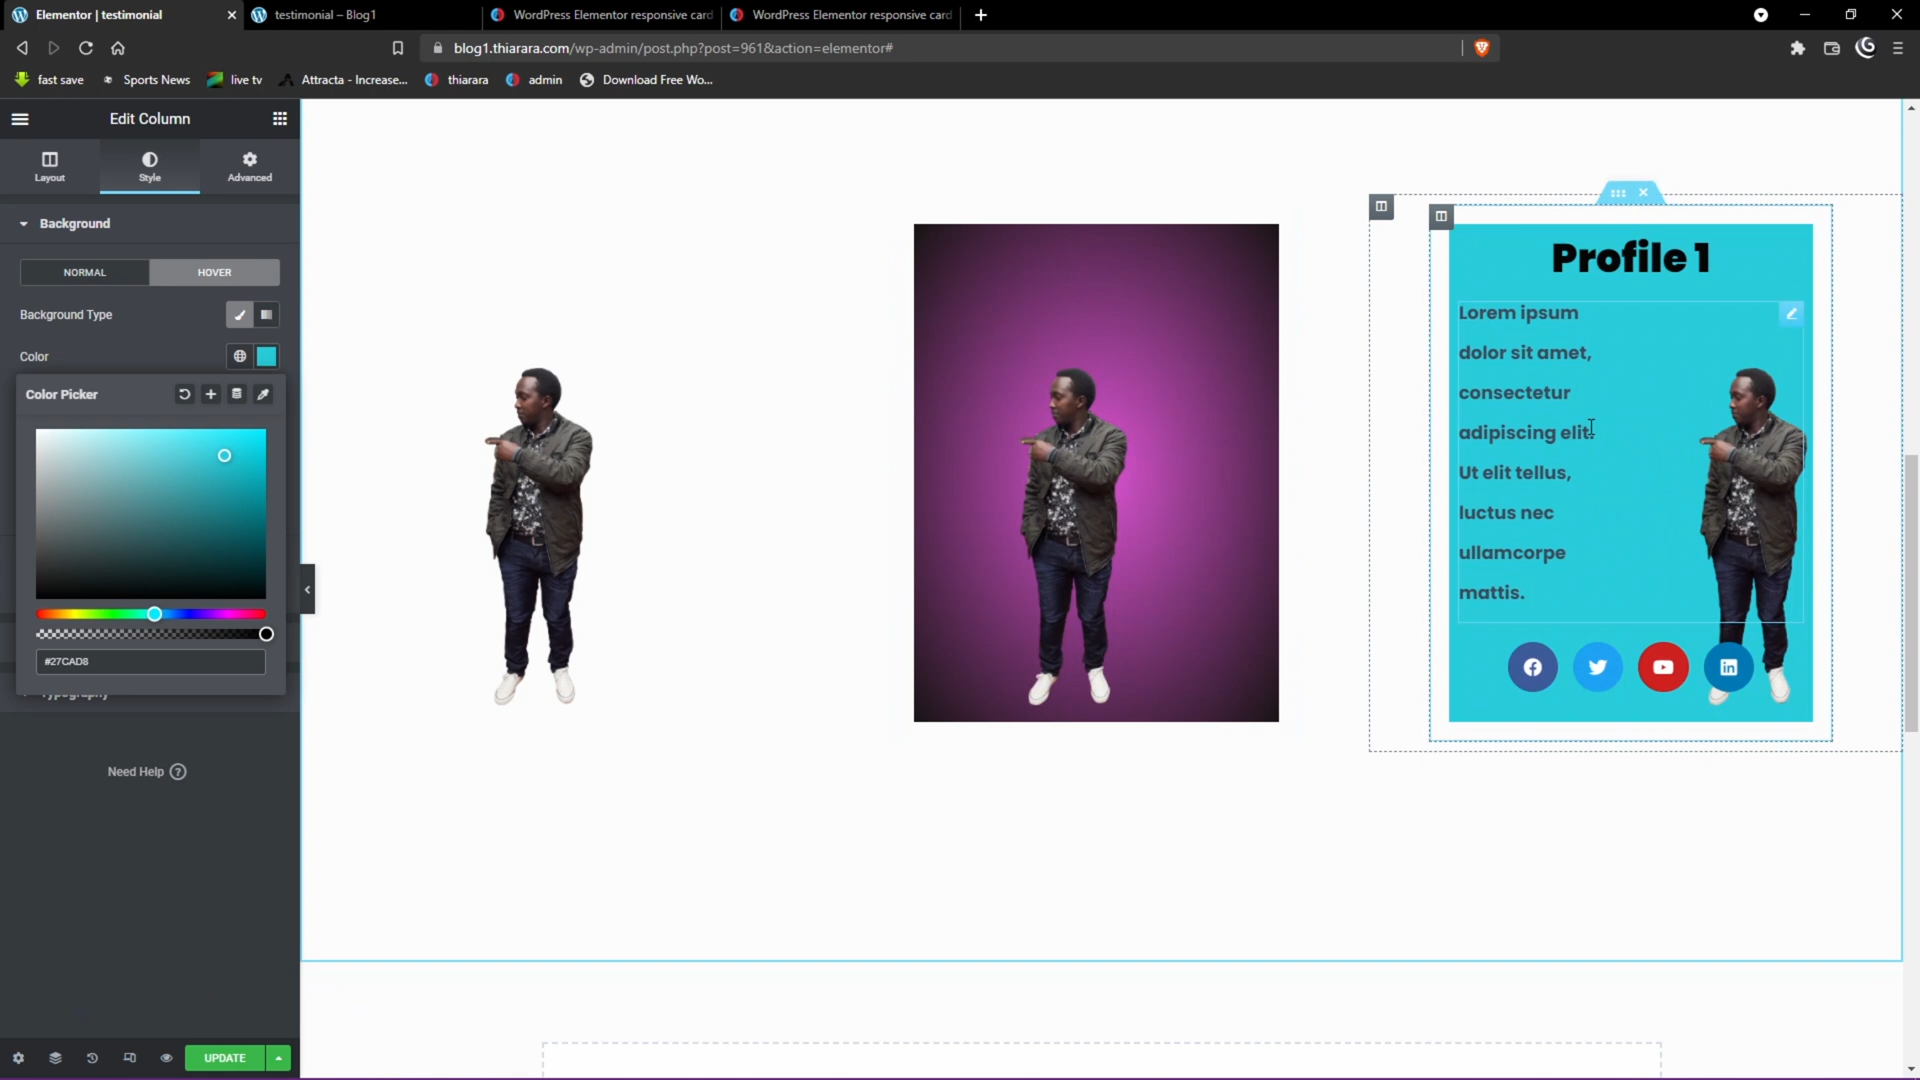 Elementor | testimonial
testimonial – Blog1
WordPress Elementor responsive card
WordPress Elementor responsive card
blog1.thiarara.com/wp-admin/post.php?post=961&action=elementor#
fast save
Sports News
live tv
Attracta - Increase...
thiarara
admin
Download Free Wo...
Edit Column
Layout
Style
Advanced
Background
NORMAL
HOVER
Background Type
Color
Color Picker
#27CAD8
Typography
Need Help ?
UPDATE
Profile 1
Lorem ipsum
dolor sit amet,
consectetur
adipiscing elit.
Ut elit tellus,
luctus nec
ullamcorpe
mattis.